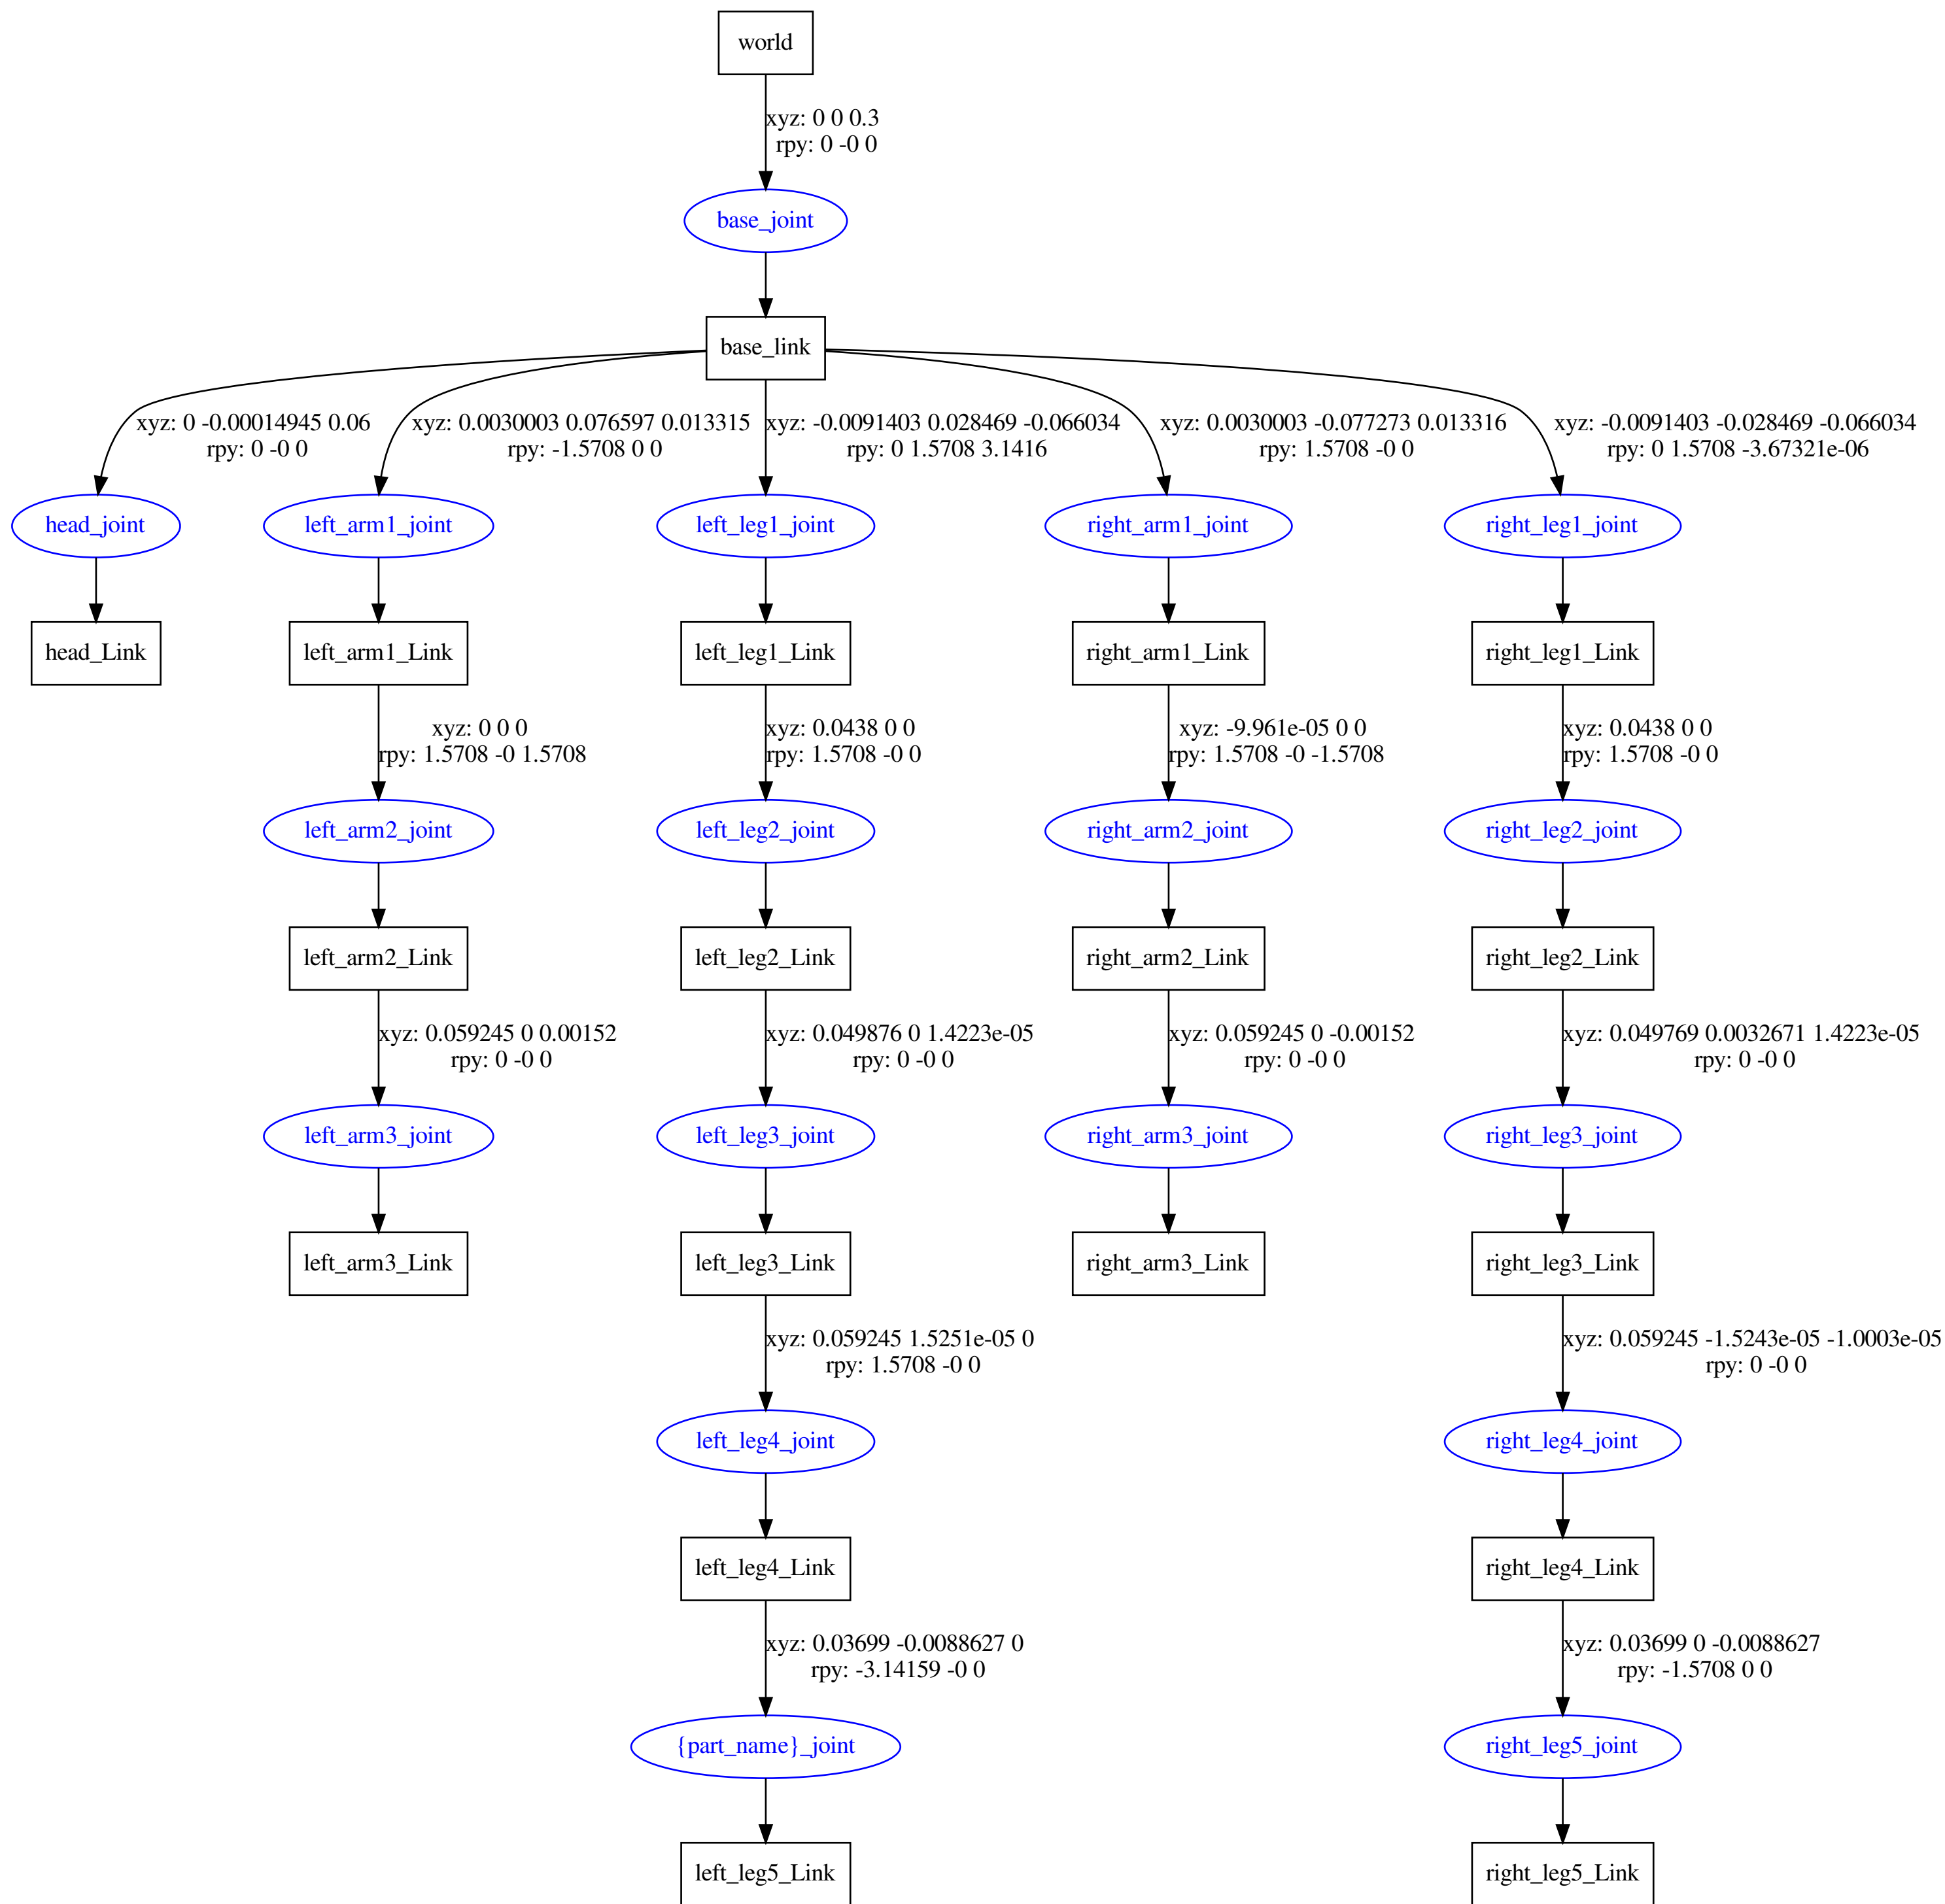 world
xyz: 0 0 0.3
rpy: 0 -0 0
base_joint
base_link
xyz: 0 -0.00014945 0.06
rpy: 0 -0 0
xyz: 0.0030003 0.076597 0.013315
rpy: -1.5708 0 0
xyz: -0.0091403 0.028469 -0.066034
rpy: 0 1.5708 3.1416
xyz: 0.0030003 -0.077273 0.013316
rpy: 1.5708 -0 0
xyz: -0.0091403 -0.028469 -0.066034
rpy: 0 1.5708 -3.67321e-06
head_joint
left_arm1_joint
left_leg1_joint
right_arm1_joint
right_leg1_joint
head_Link
left_arm1_Link
left_leg1_Link
right_arm1_Link
right_leg1_Link
xyz: 0 0 0
rpy: 1.5708 -0 1.5708
xyz: 0.0438 0 0
rpy: 1.5708 -0 0
xyz: -9.961e-05 0 0
rpy: 1.5708 -0 -1.5708
xyz: 0.0438 0 0
rpy: 1.5708 -0 0
left_arm2_joint
left_leg2_joint
right_arm2_joint
right_leg2_joint
left_arm2_Link
left_leg2_Link
right_arm2_Link
right_leg2_Link
xyz: 0.059245 0 0.00152
rpy: 0 -0 0
xyz: 0.049876 0 1.4223e-05
rpy: 0 -0 0
xyz: 0.059245 0 -0.00152
rpy: 0 -0 0
xyz: 0.049769 0.0032671 1.4223e-05
rpy: 0 -0 0
left_arm3_joint
left_leg3_joint
right_arm3_joint
right_leg3_joint
left_arm3_Link
left_leg3_Link
right_arm3_Link
right_leg3_Link
xyz: 0.059245 1.5251e-05 0
rpy: 1.5708 -0 0
xyz: 0.059245 -1.5243e-05 -1.0003e-05
rpy: 0 -0 0
left_leg4_joint
right_leg4_joint
left_leg4_Link
right_leg4_Link
xyz: 0.03699 -0.0088627 0
rpy: -3.14159 -0 0
xyz: 0.03699 0 -0.0088627
rpy: -1.5708 0 0
{part_name}_joint
right_leg5_joint
left_leg5_Link
right_leg5_Link